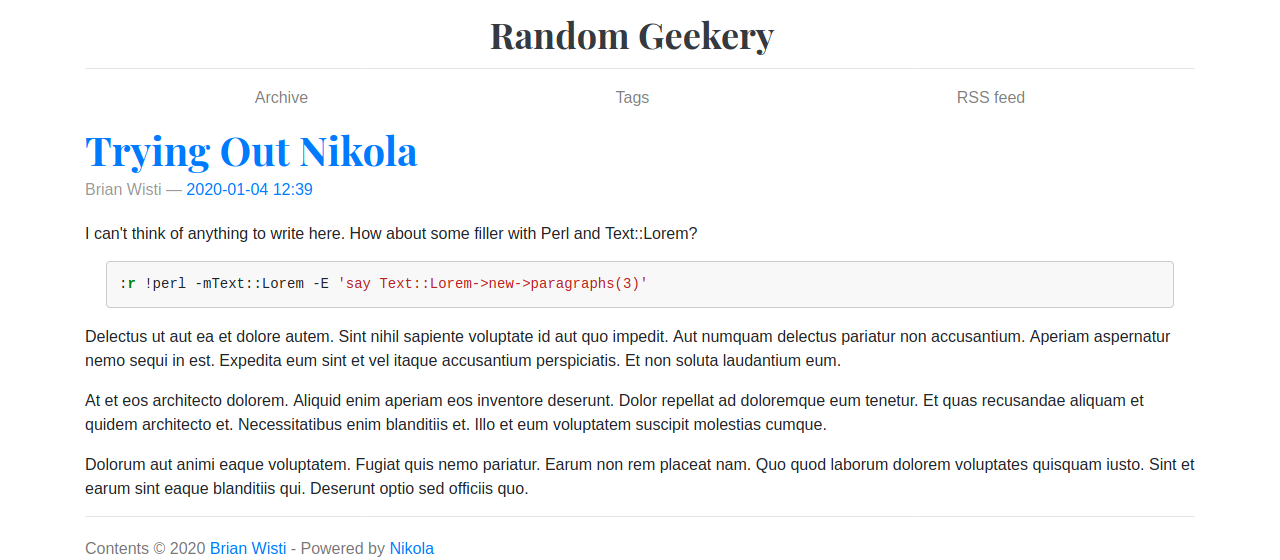 Random Geekery
Archive Tags RSS feed
Trying Out Nikola
Brian Wisti — 2020-01-04 12:39
I can't think of anything to write here. How about some filler with Perl and Text::Lorem?
:r !perl -mText::Lorem -E 'say Text::Lorem->new->paragraphs(3)'
Delectus ut aut ea et dolore autem. Sint nihil sapiente voluptate id aut quo impedit. Aut numquam delectus pariatur non accusantium. Aperiam aspernatur
nemo sequi in est. Expedita eum sint et vel itaque accusantium perspiciatis. Et non soluta laudantium eum.
At et eos architecto dolorem. Aliquid enim aperiam eos inventore deserunt. Dolor repellat ad doloremque eum tenetur. Et quas recusandae aliquam et
quidem architecto et. Necessitatibus enim blanditiis et. Illo et eum voluptatem suscipit molestias cumque.
Dolorum aut animi eaque voluptatem. Fugiat quis nemo pariatur. Earum non rem placeat nam. Quo quod laborum dolorem voluptates quisquam iusto. Sint et
earum sint eaque blanditiis qui. Deserunt optio sed officiis quo.
Contents © 2020 Brian Wisti - Powered by Nikola